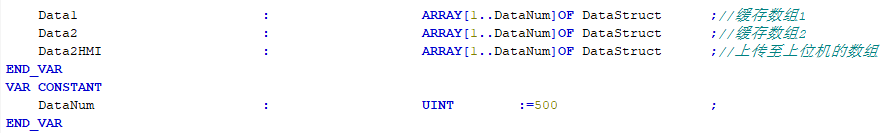 Data1 : ARRAY[1..DataNum]OF DataStruct ;//缓存数组1
Data2 : ARRAY[1..DataNum]OF DataStruct ;//缓存数组2
Data2HMI : ARRAY[1..DataNum]OF DataStruct ;//上传至上位机的数组
END_VAR
VAR CONSTANT
DataNum : UINT :=500 ;
END_VAR